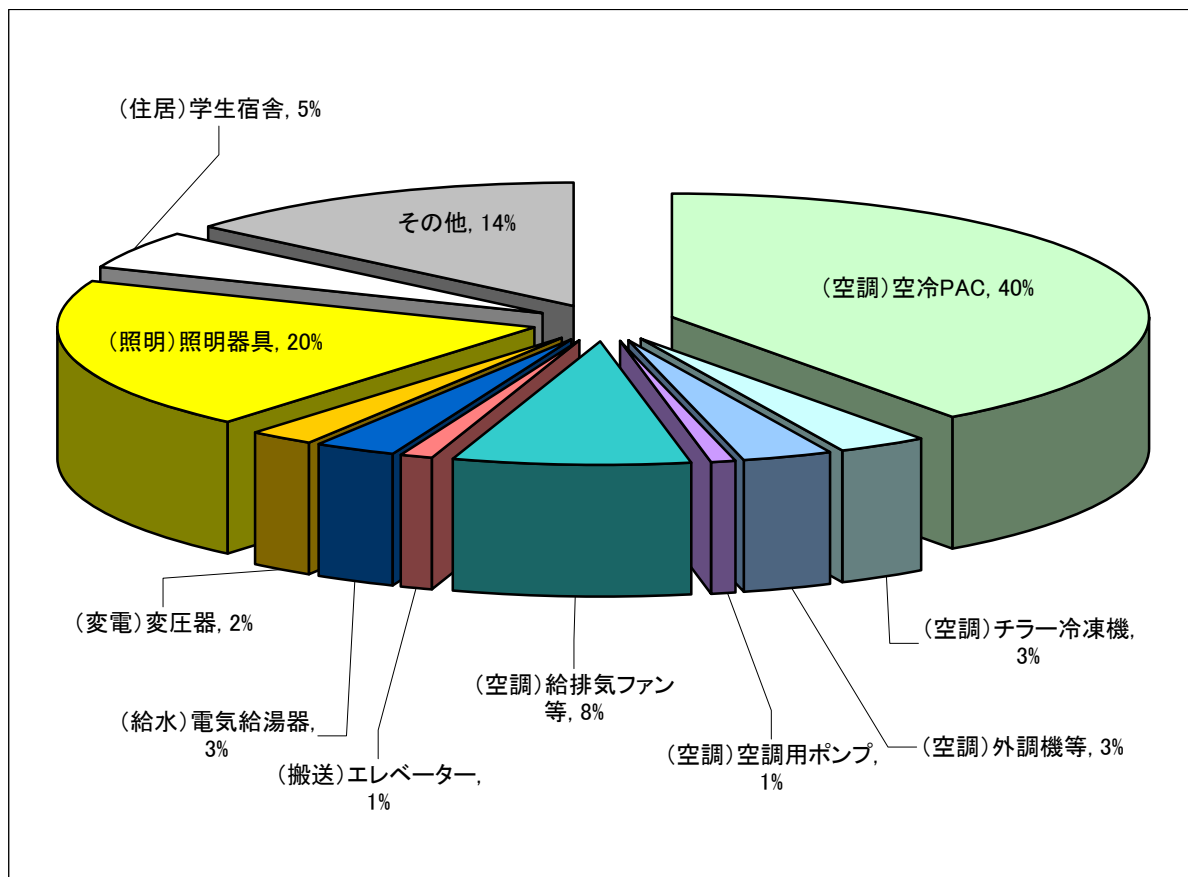 （住居）学生宿舎, 5%
その他, 14%
（空調）空冷PAC, 40%
（照明）照明器具, 20%
（変電）変圧器, 2%
（給水）電気給湯器,
3%
（搬送）エレベーター,
1%
（空調）給排気ファン
等, 8%
（空調）空調用ポンプ,
1%
（空調）外調機等, 3%
（空調）チラー冷凍機,
3%